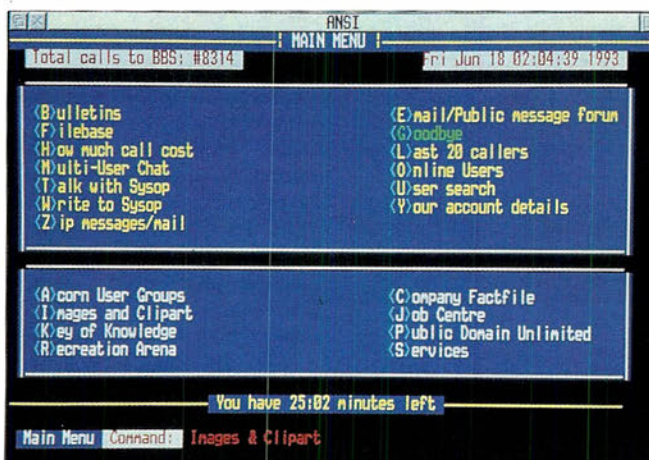 ANSI
MAIN MENU
Total calls to BBS: #8314
Fri Jun 18 02:04:39 1993
<B>ulletins
<F>ilebase
<H>ow much call cost
<M>ulti-User Chat
<T>alk with Sysop
<W>rite to Sysop
<Z>ip messages/mail
<E>mail/Public message forum
<G>oodbye
<L>ast 20 callers
<O>nline Users
<U>ser search
<Y>our account details
<A>corn User Groups
<I>mages and Clipart
<K>ey of Knowledge
<R>ecreation Arena
<C>ompany Factfile
<J>ob Centre
<P>ublic Domain Unlimited
<S>ervices
You have 25:02 minutes left
Main Menu Command: Images & Clipart